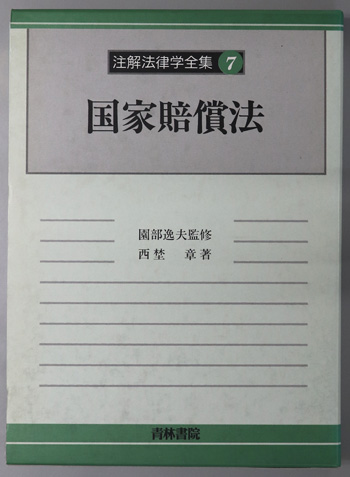 注解法律学全集 7
国家賠償法
園部逸夫監修
西埜 章著
青林書院